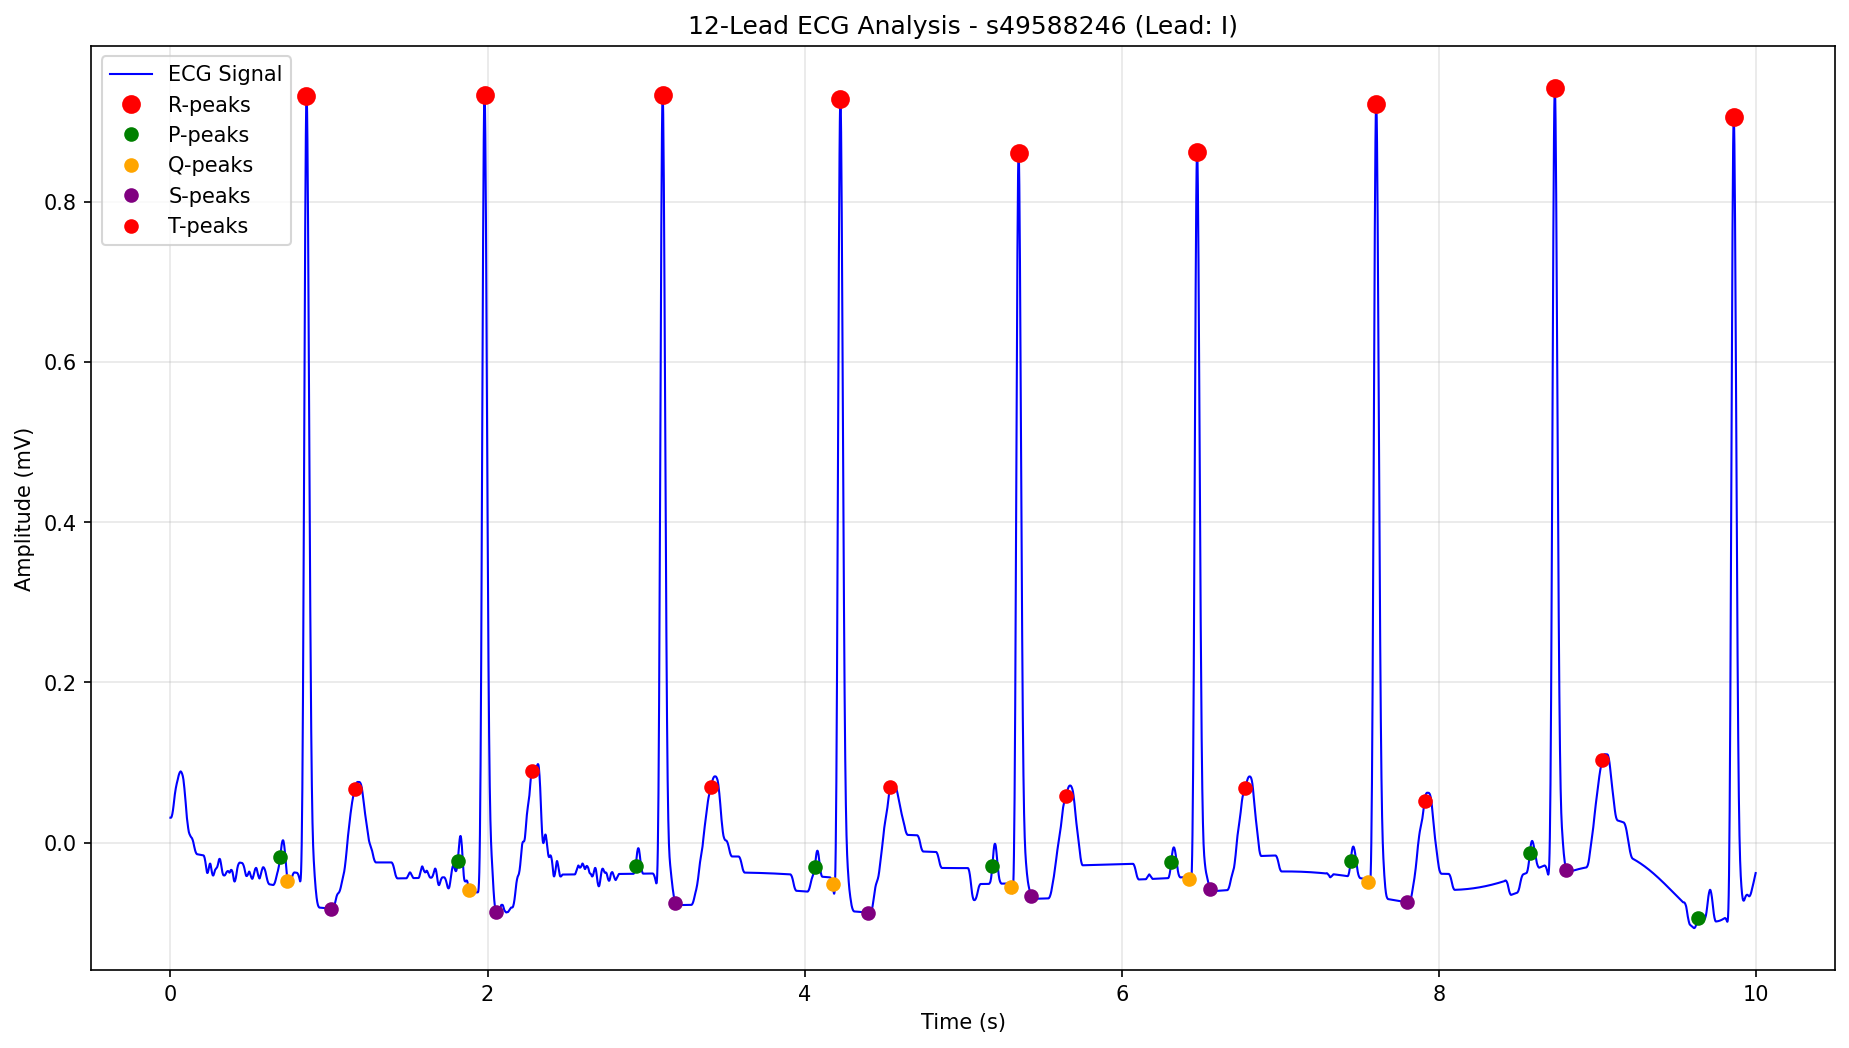 12-Lead ECG Analysis - s49588246 (Lead: I)
ECG Signal
R-peaks
P-peaks
Q-peaks
S-peaks
T-peaks
0.8
0.6
0.4
0.2
0.0
Amplitude (mV)
0 2 4 6 8 10
Time (s)